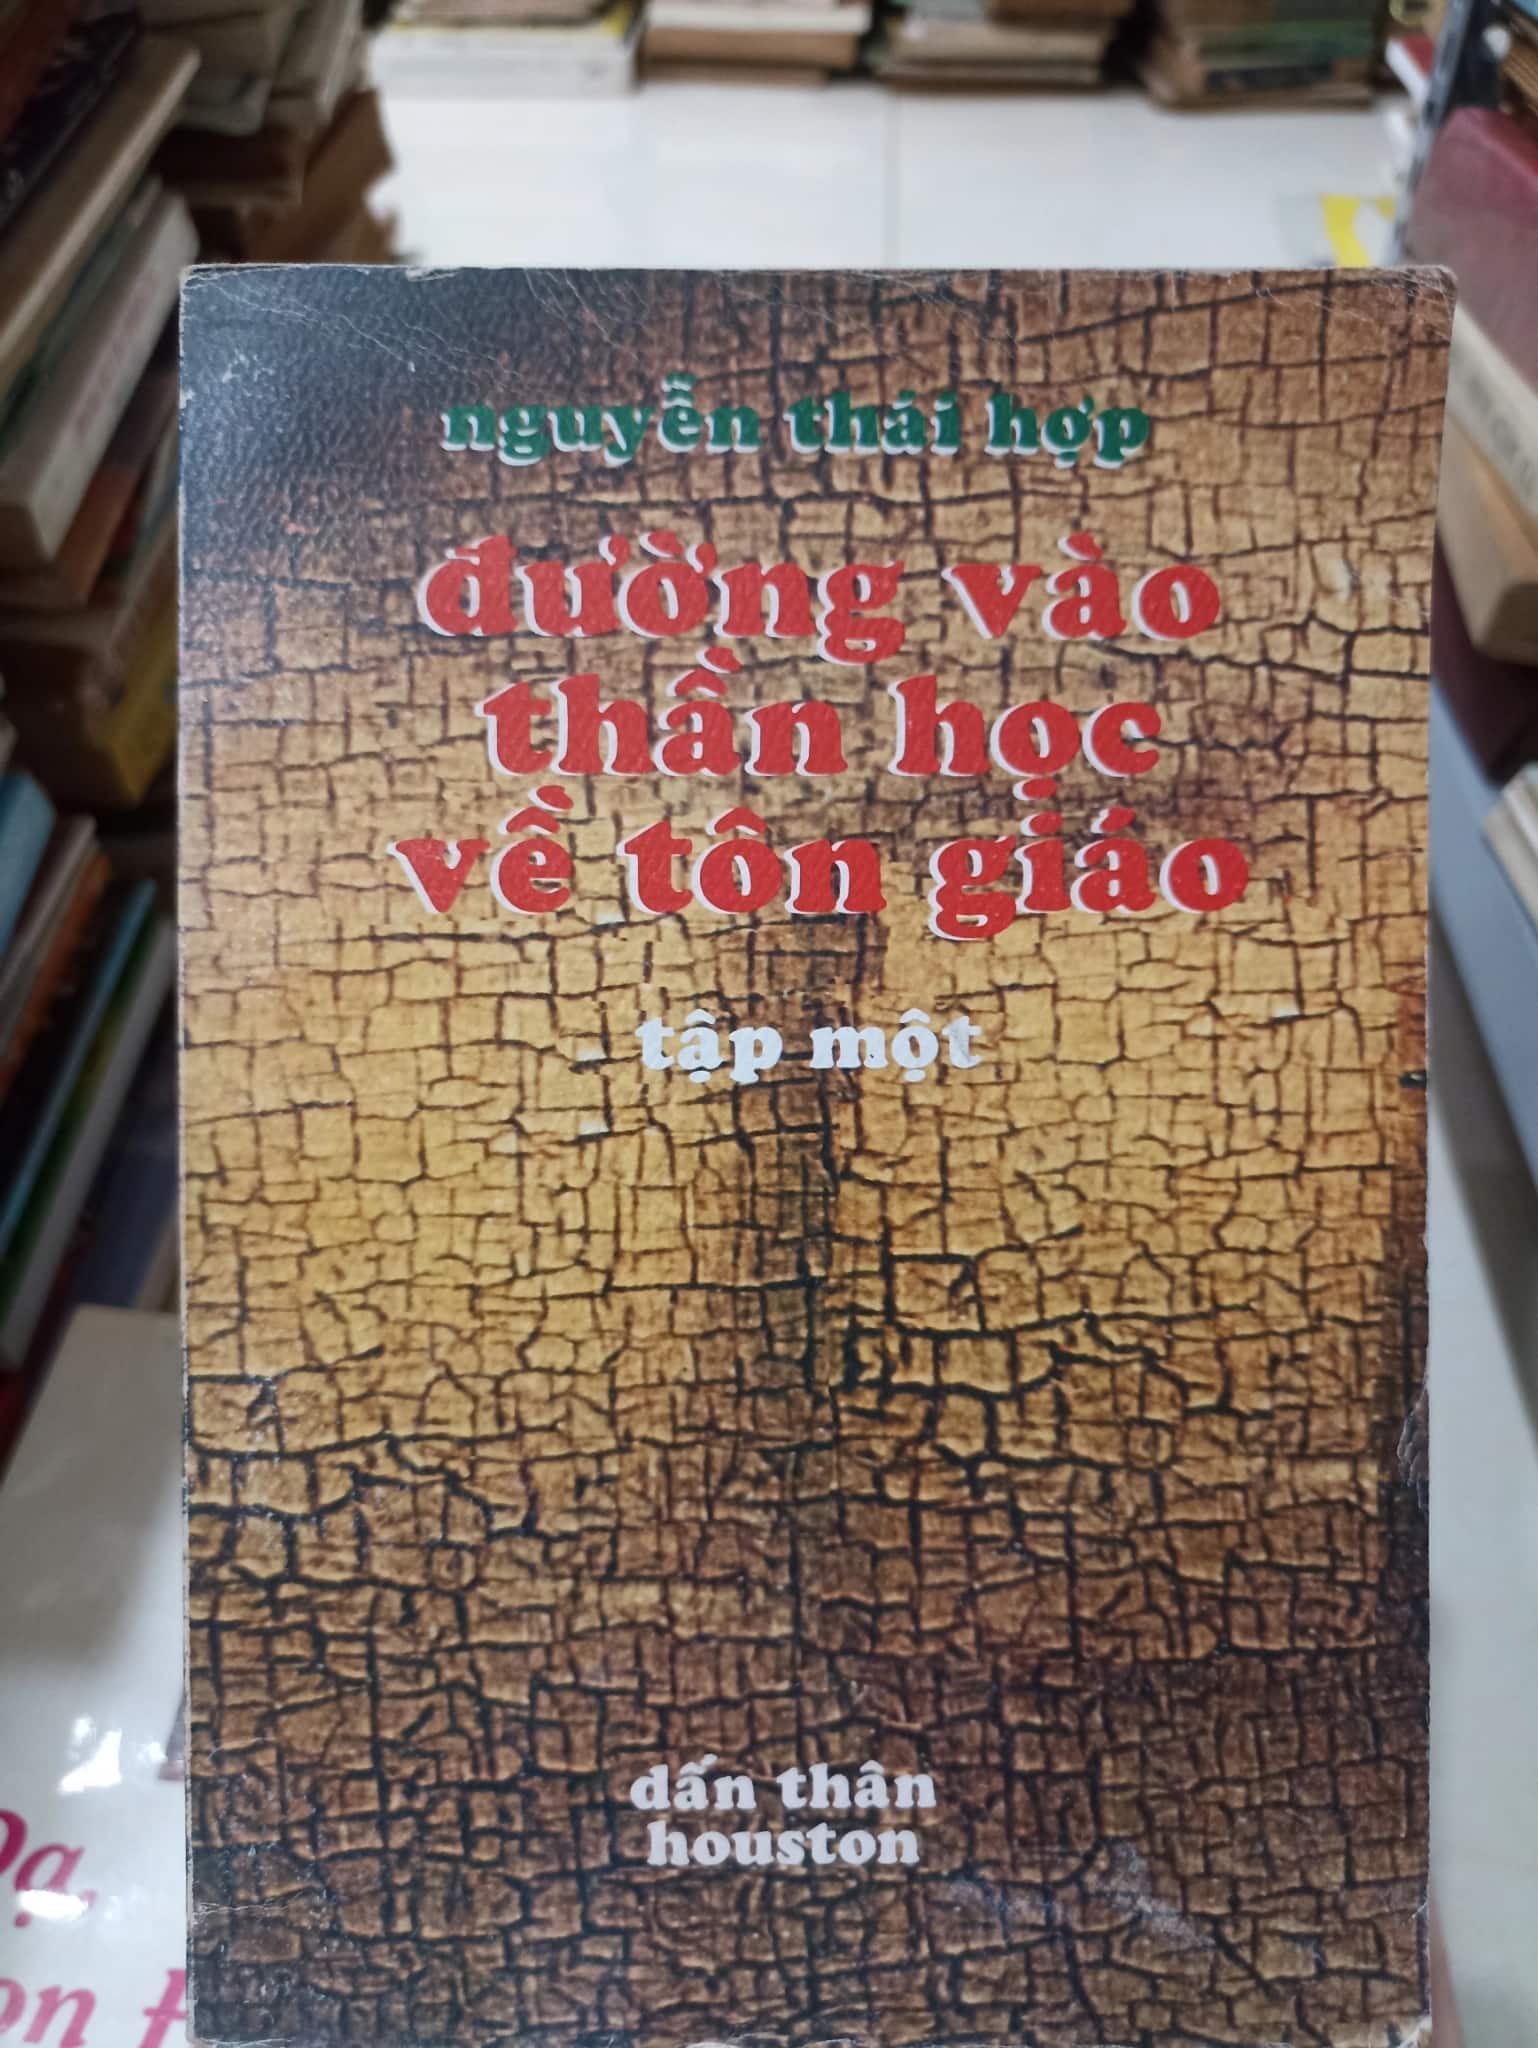 nguyễn thái hợp
đường vào
thần học
về tôn giáo
tập một
dấn thân
houston